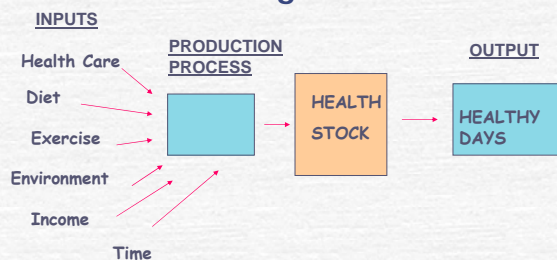 INPUTS
Health Care
Diet
Exercise
Environment
Income
Time
PRODUCTION
PROCESS
HEALTH
STOCK
OUTPUT
HEALTHY
DAYS